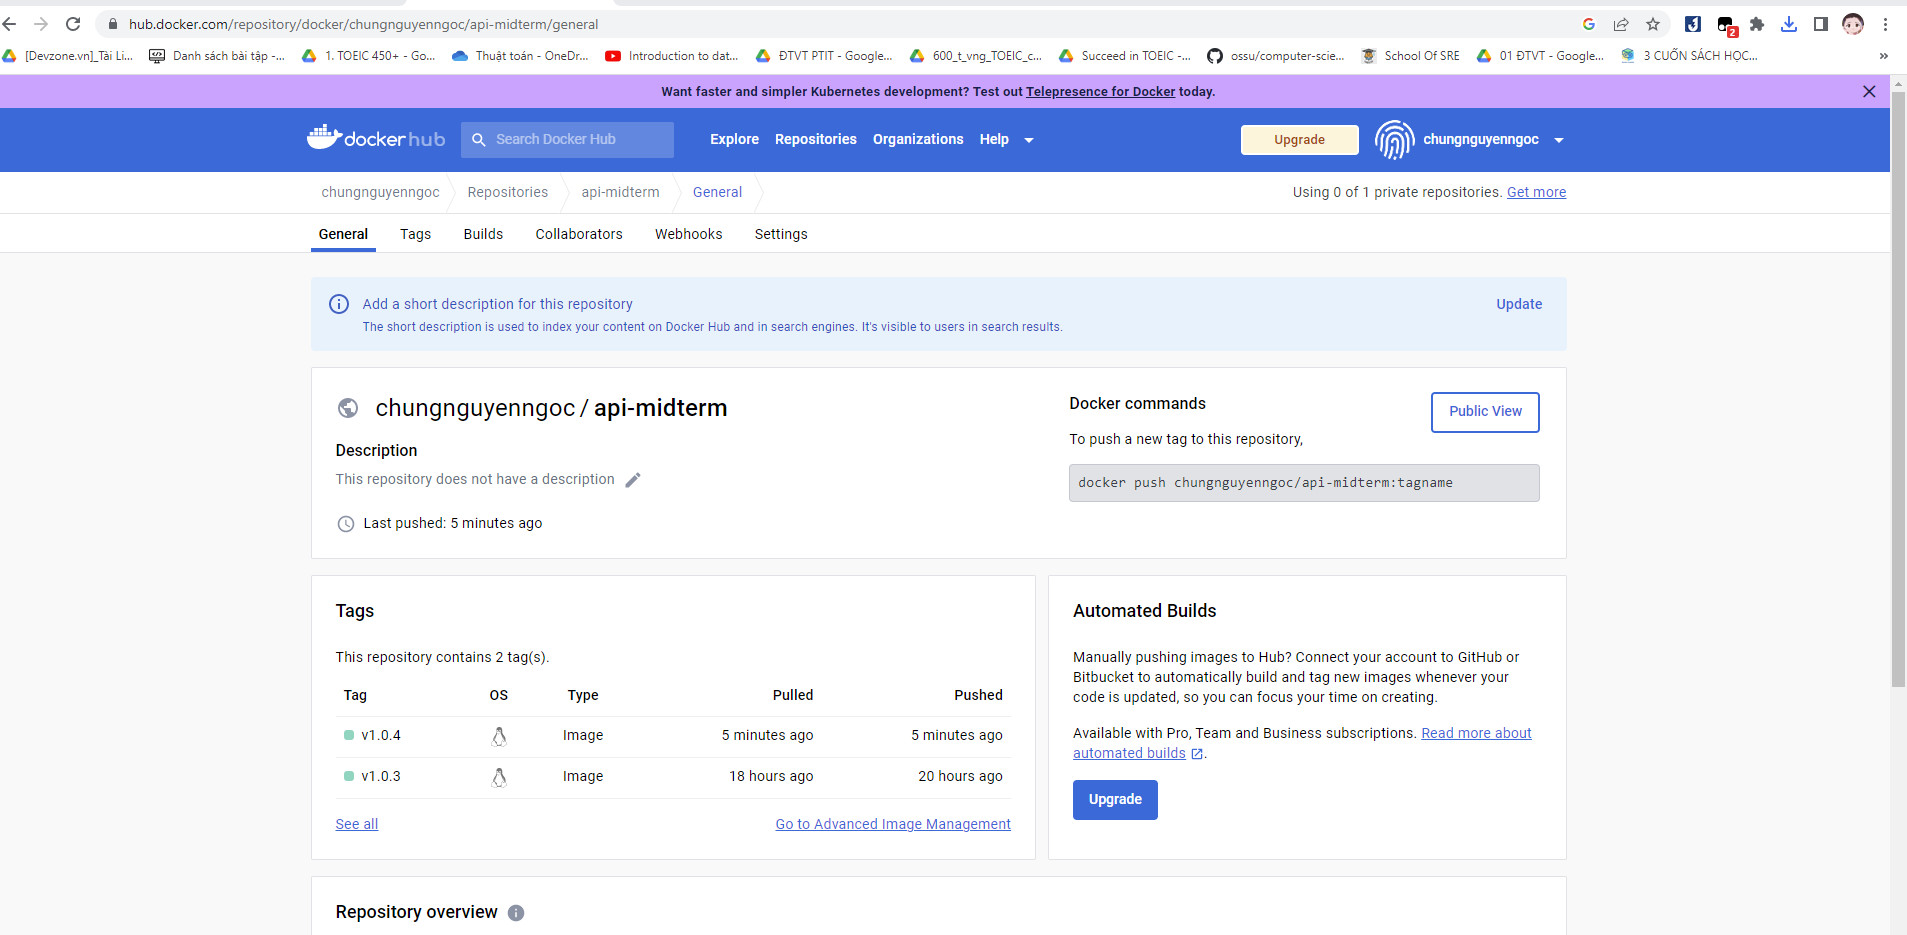 hub.docker.com/repository/docker/chungnguyenngoc/api-midterm/general
2
[Devzone.vn]_Tài Li... Danh sách bài tập -... 1. TOEIC 450+ - Go... Thuật toán - OneDr... Introduction to dat... ĐTVT PTIT - Google... 600_t_vng_TOEIC_c... Succeed in TOEIC -... ossu/computer-scie... School Of SRE 01 ĐTVT - Google... 3 CUỐN SÁCH HỌC... »
Want faster and simpler Kubernetes development? Test out Telepresence for Docker today.
dockerhub Search Docker Hub Explore Repositories Organizations Help Upgrade chungnguyenngoc
chungnguyenngoc Repositories api-midterm General Using 0 of 1 private repositories. Get more
General Tags Builds Collaborators Webhooks Settings
Add a short description for this repository Update
The short description is used to index your content on Docker Hub and in search engines. It's visible to users in search results.
chungnguyenngoc / api-midterm
Description
This repository does not have a description
Last pushed: 5 minutes ago
Docker commands Public View
To push a new tag to this repository,
docker push chungnguyenngoc/api-midterm:tagname
Tags
This repository contains 2 tag(s).
Tag OS Type Pulled Pushed
v1.0.4 Image 5 minutes ago 5 minutes ago
v1.0.3 Image 18 hours ago 20 hours ago
See all Go to Advanced Image Management
Automated Builds
Manually pushing images to Hub? Connect your account to GitHub or
Bitbucket to automatically build and tag new images whenever your
code is updated, so you can focus your time on creating.
Available with Pro, Team and Business subscriptions. Read more about
automated builds .
Upgrade
Repository overview